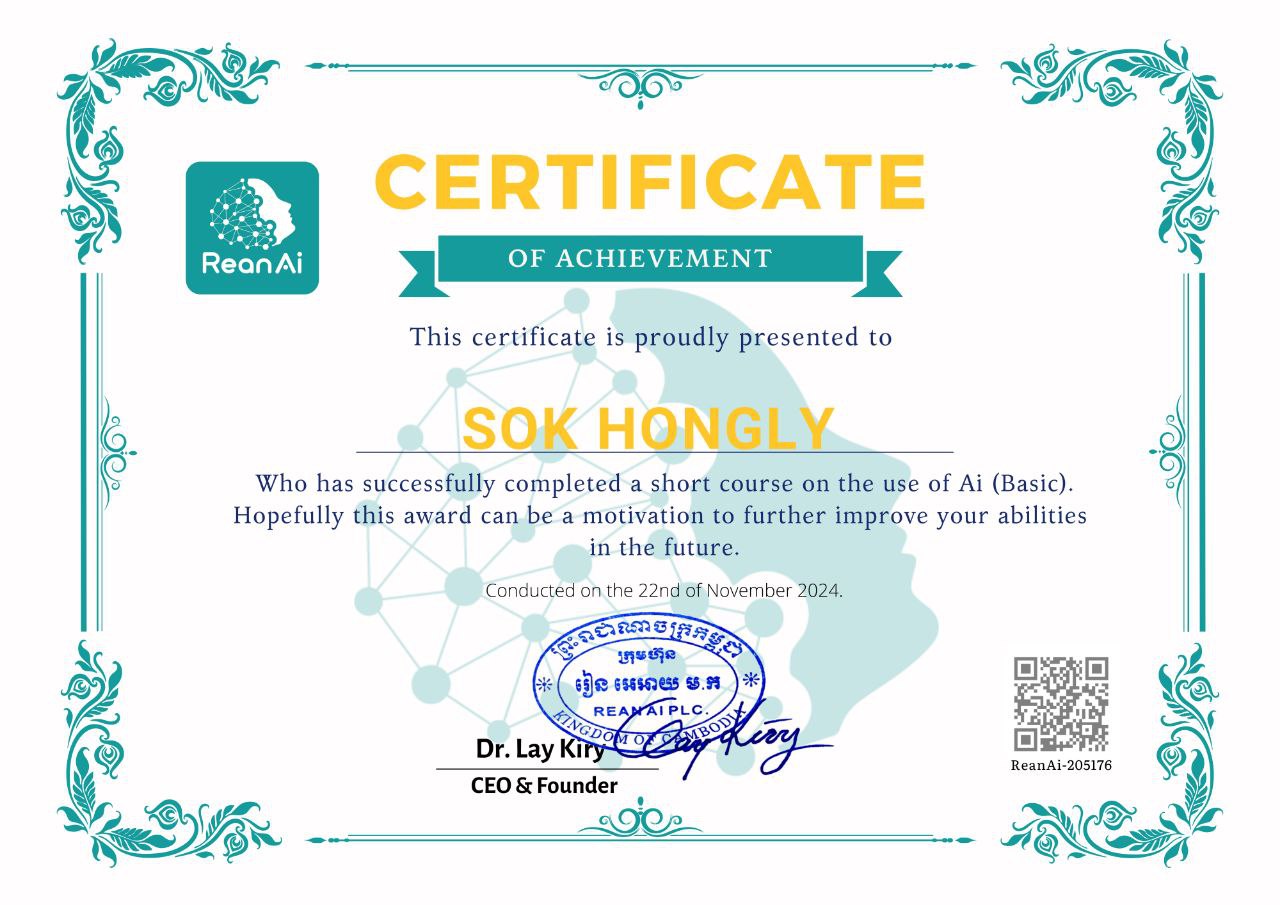 CERTIFICATE
Rean Ai
OF ACHIEVEMENT
This certificate is proudly presented to
SOK HONGLY
Who has successfully completed a short course on the use of Ai (Basic).
Hopefully this award can be a motivation to further improve your abilities
in the future.
Conducted on the 22nd of November 2024.
ព្រះរាជាណាចក្រកម្ពុជា
ក្រុមហ៊ុន
រៀន អេអាយ ម.ក
REAN AI PLC.
KINGDOM OF CAMBODIA
Lay Kiry
Dr. Lay Kiry
CEO & Founder
ReanAi-205176